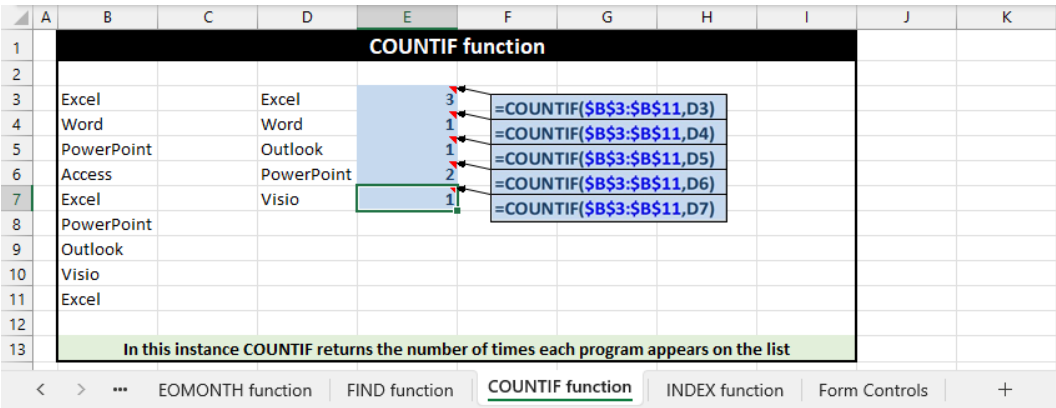 A B C D E F G H I J K
1 COUNTIF function
2
3 Excel Excel 3 =COUNTIF($B$3:$B$11,D3)
4 Word Word 1 =COUNTIF($B$3:$B$11,D4)
5 PowerPoint Outlook 1 =COUNTIF($B$3:$B$11,D5)
6 Access PowerPoint 2 =COUNTIF($B$3:$B$11,D6)
7 Excel Visio 1 =COUNTIF($B$3:$B$11,D7)
8 PowerPoint
9 Outlook
10 Visio
11 Excel
12
13 In this instance COUNTIF returns the number of times each program appears on the list
< > ••• EOMONTH function FIND function COUNTIF function INDEX function Form Controls +